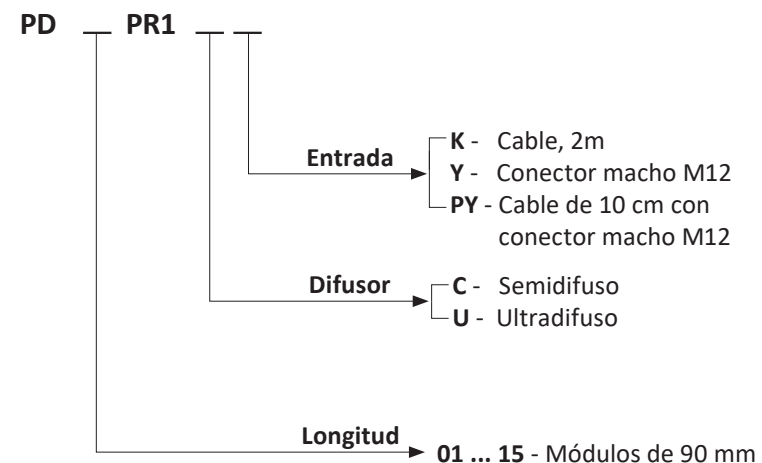 PD __ PR1 __ __
Entrada
K - Cable, 2m
Y - Conector macho M12
PY - Cable de 10 cm con
conector macho M12
Difusor
C - Semidifuso
U - Ultradifuso
Longitud
01 ... 15 - Módulos de 90 mm